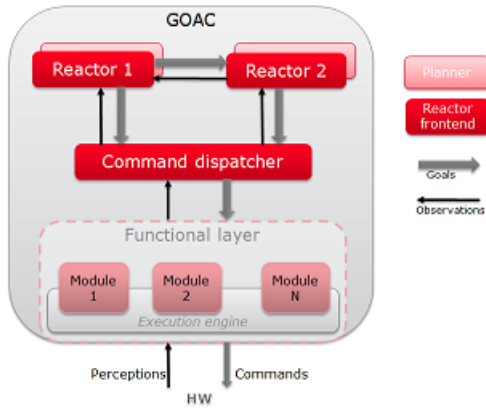 GOAC
Reactor 1
Reactor 2
Command dispatcher
Functional layer
Module
1
Module
2
Module
N
Execution engine
Perceptions
Commands
HW
Planner
Reactor
frontend
Goals
Observations